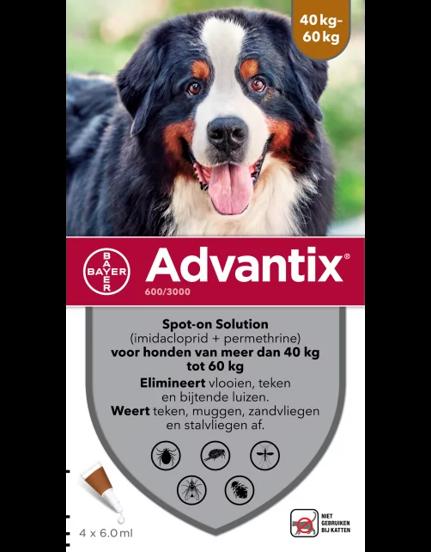 40 kg-
60 kg
BAYER
BAYER
Advantix®
600/3000
Spot-on Solution
(imidacloprid + permethrine)
voor honden van meer dan 40 kg
tot 60 kg
Elimineert vlooien, teken
en bijtende luizen.
Weert teken, muggen, zandvliegen
en stalvliegen af.
4 x 6.0 ml
NIET
GEBRUIKEN
BIJ KATTEN